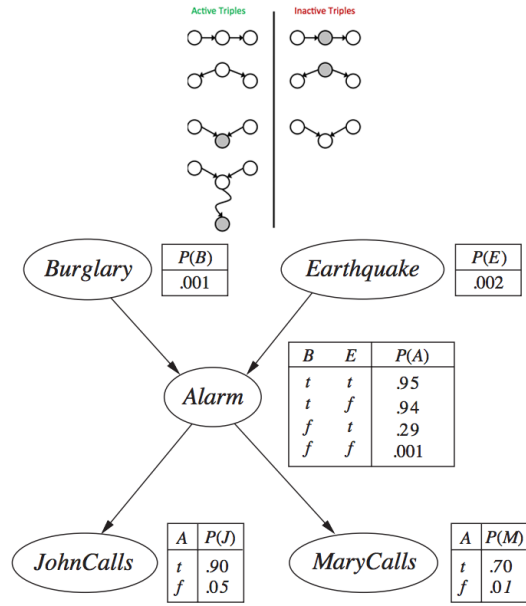 Active Triples
Inactive Triples
Burglary
P(B)
.001
Earthquake
P(E)
.002
Alarm
B E P(A)
t t .95
t f .94
f t .29
f f .001
JohnCalls
A P(J)
t .90
f .05
MaryCalls
A P(M)
t .70
f .01